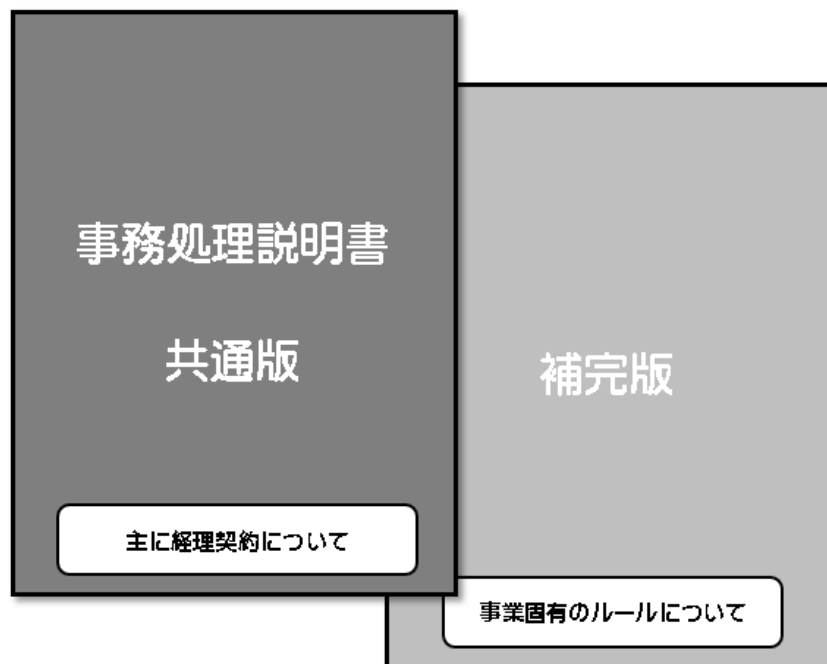 事務処理説明書
共通版
主に経理契約について
補完版
事業固有のルールについて